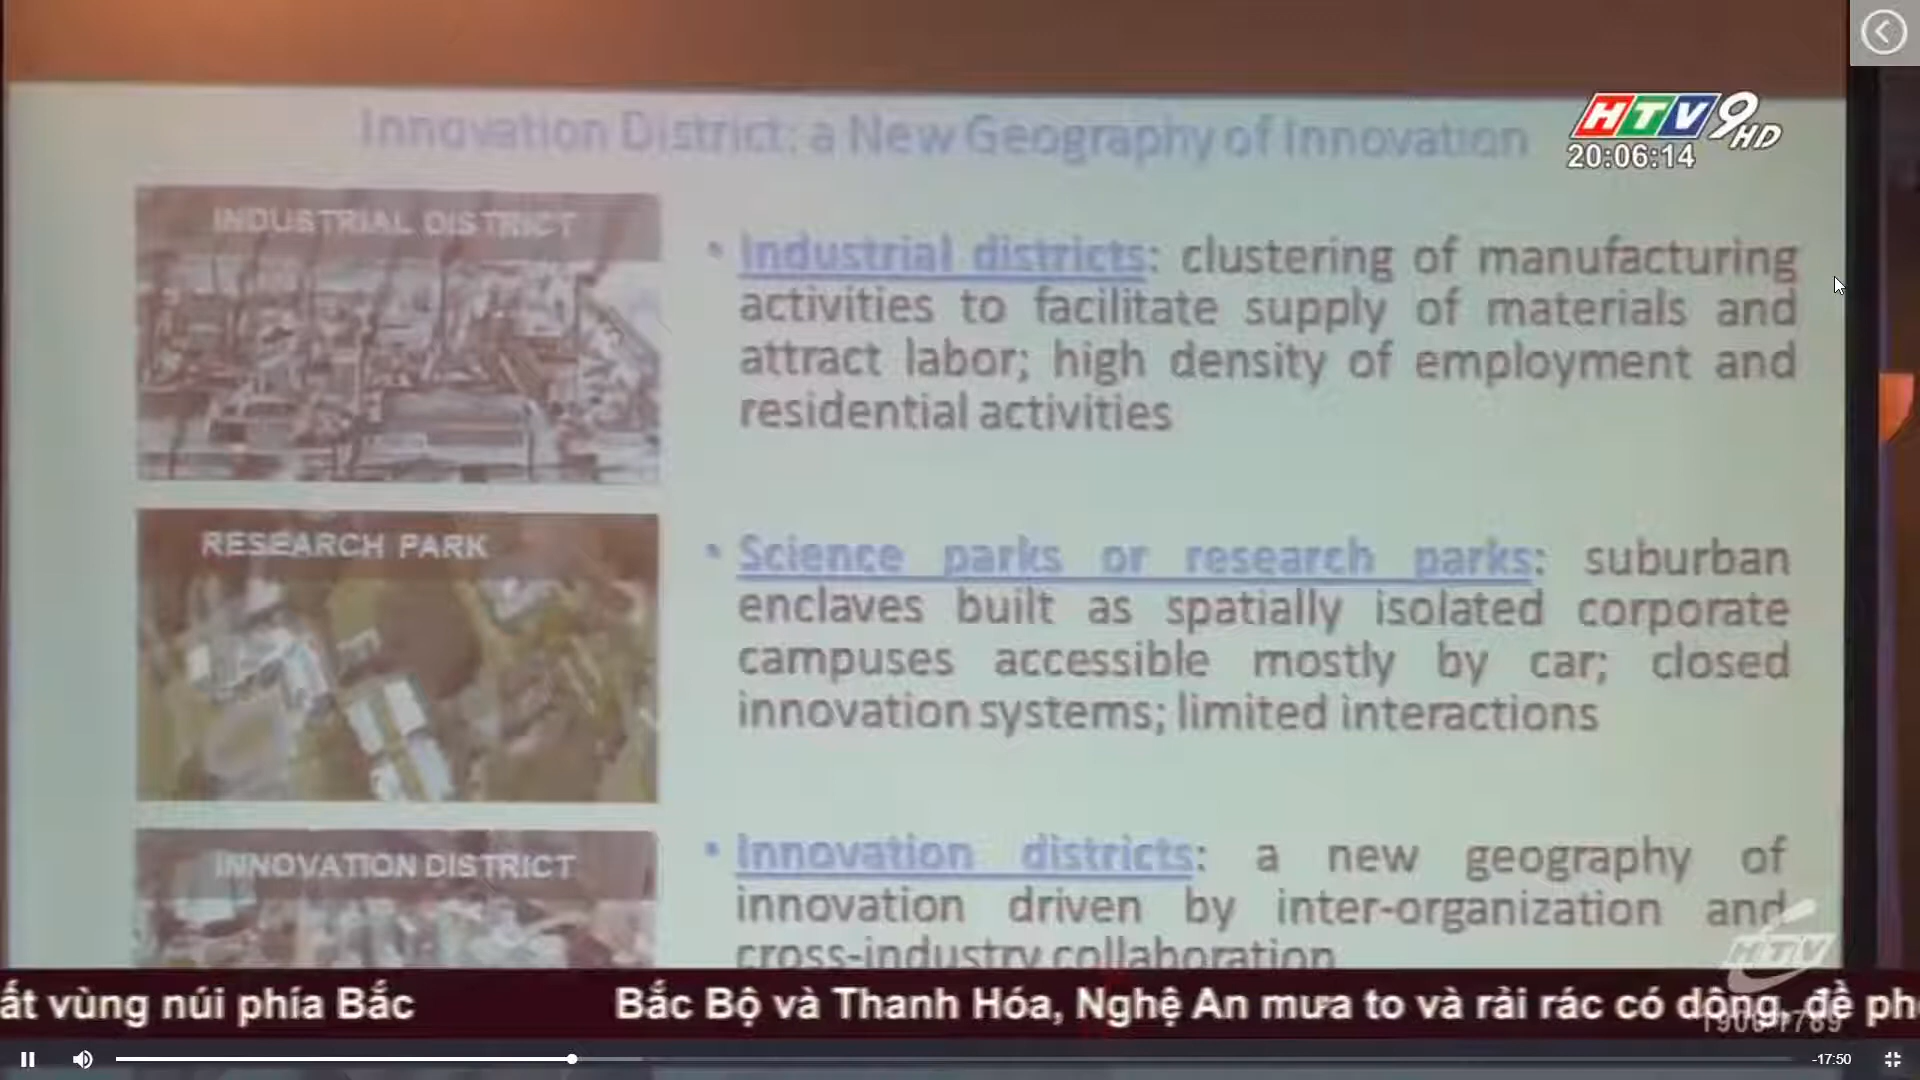 Innovation District: a New Geography of Innovation
HTV9 HD
20:06:14
INDUSTRIAL DISTRICT
• Industrial districts: clustering of manufacturing
activities to facilitate supply of materials and
attract labor; high density of employment and
residential activities
RESEARCH PARK
• Science parks or research parks: suburban
enclaves built as spatially isolated corporate
campuses accessible mostly by car; closed
innovation systems; limited interactions
INNOVATION DISTRICT
• Innovation districts: a new geography of
innovation driven by inter-organization and
cross-industry collaboration
HTV
ất vùng núi phía Bắc Bắc Bộ và Thanh Hóa, Nghệ An mưa to và rải rác có dông, đề ph
1900 1789
-17:50